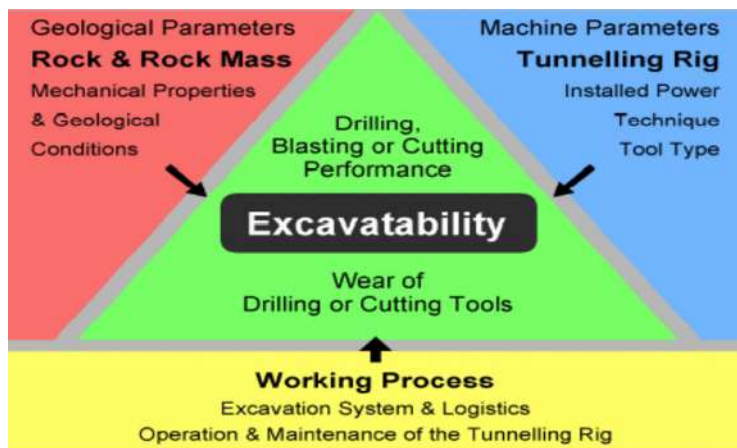 Geological Parameters
Rock & Rock Mass
Mechanical Properties
& Geological
Conditions
Machine Parameters
Tunnelling Rig
Installed Power
Technique
Tool Type
Drilling,
Blasting or Cutting
Performance
Excavatability
Wear of
Drilling or Cutting Tools
Working Process
Excavation System & Logistics
Operation & Maintenance of the Tunnelling Rig